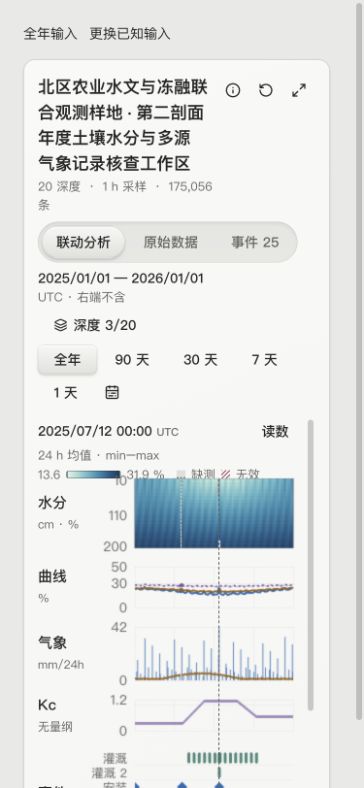 全年输入 更换已知输入
北区农业水文与冻融联
合观测样地 · 第二剖面
年度土壤水分与多源
气象记录核查工作区
20 深度 · 1 h 采样 · 175,056
条
联动分析 原始数据 事件 25
2025/01/01 — 2026/01/01
UTC · 右端不含
深度 3/20
全年 90 天 30 天 7 天
1 天
2025/07/12 00:00 UTC 读数
24 h 均值 · min—max
13.6 31.9 % 缺测 无效
水分
cm · %
10
110
200
曲线
%
50
30
0
气象
mm/24h
42
0
Kc
无量纲
1.2
0
灌溉
灌溉 2
安装
事件